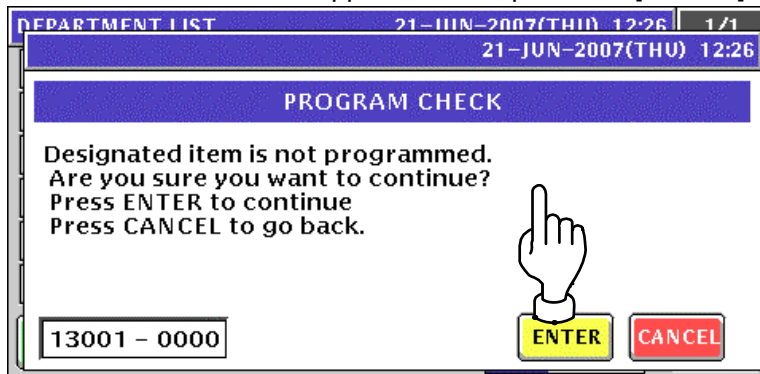 DEPARTMENT LIST 21-JUN-2007(THU) 12:26 1/1
21-JUN-2007(THU) 12:26
PROGRAM CHECK
Designated item is not programmed.
Are you sure you want to continue?
Press ENTER to continue
Press CANCEL to go back.
13001 - 0000
ENTER
CANCEL